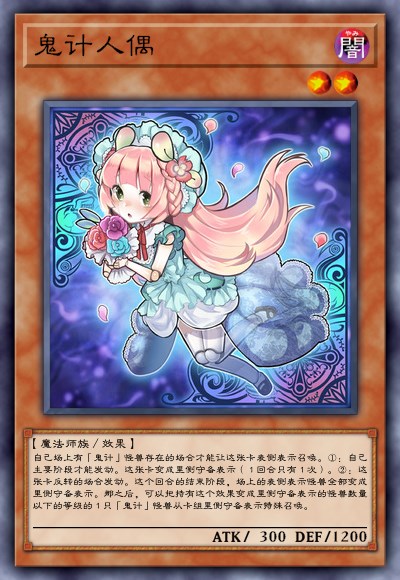 鬼计人偶
やみ
闇
【魔法师族／效果】
自己场上有「鬼计」怪兽存在的场合才能让这张卡表侧表示召唤。①：自己
主要阶段才能发动。这张卡变成里侧守备表示（1回合只有1次）。②：这
张卡反转的场合发动。这个回合的结束阶段，场上的表侧表示怪兽全部变成
里侧守备表示。那之后，可以把持有这个效果变成里侧守备表示的怪兽数量
以下的等级的1只「鬼计」怪兽从卡组里侧守备表示特殊召唤。
ATK/ 300 DEF/1200